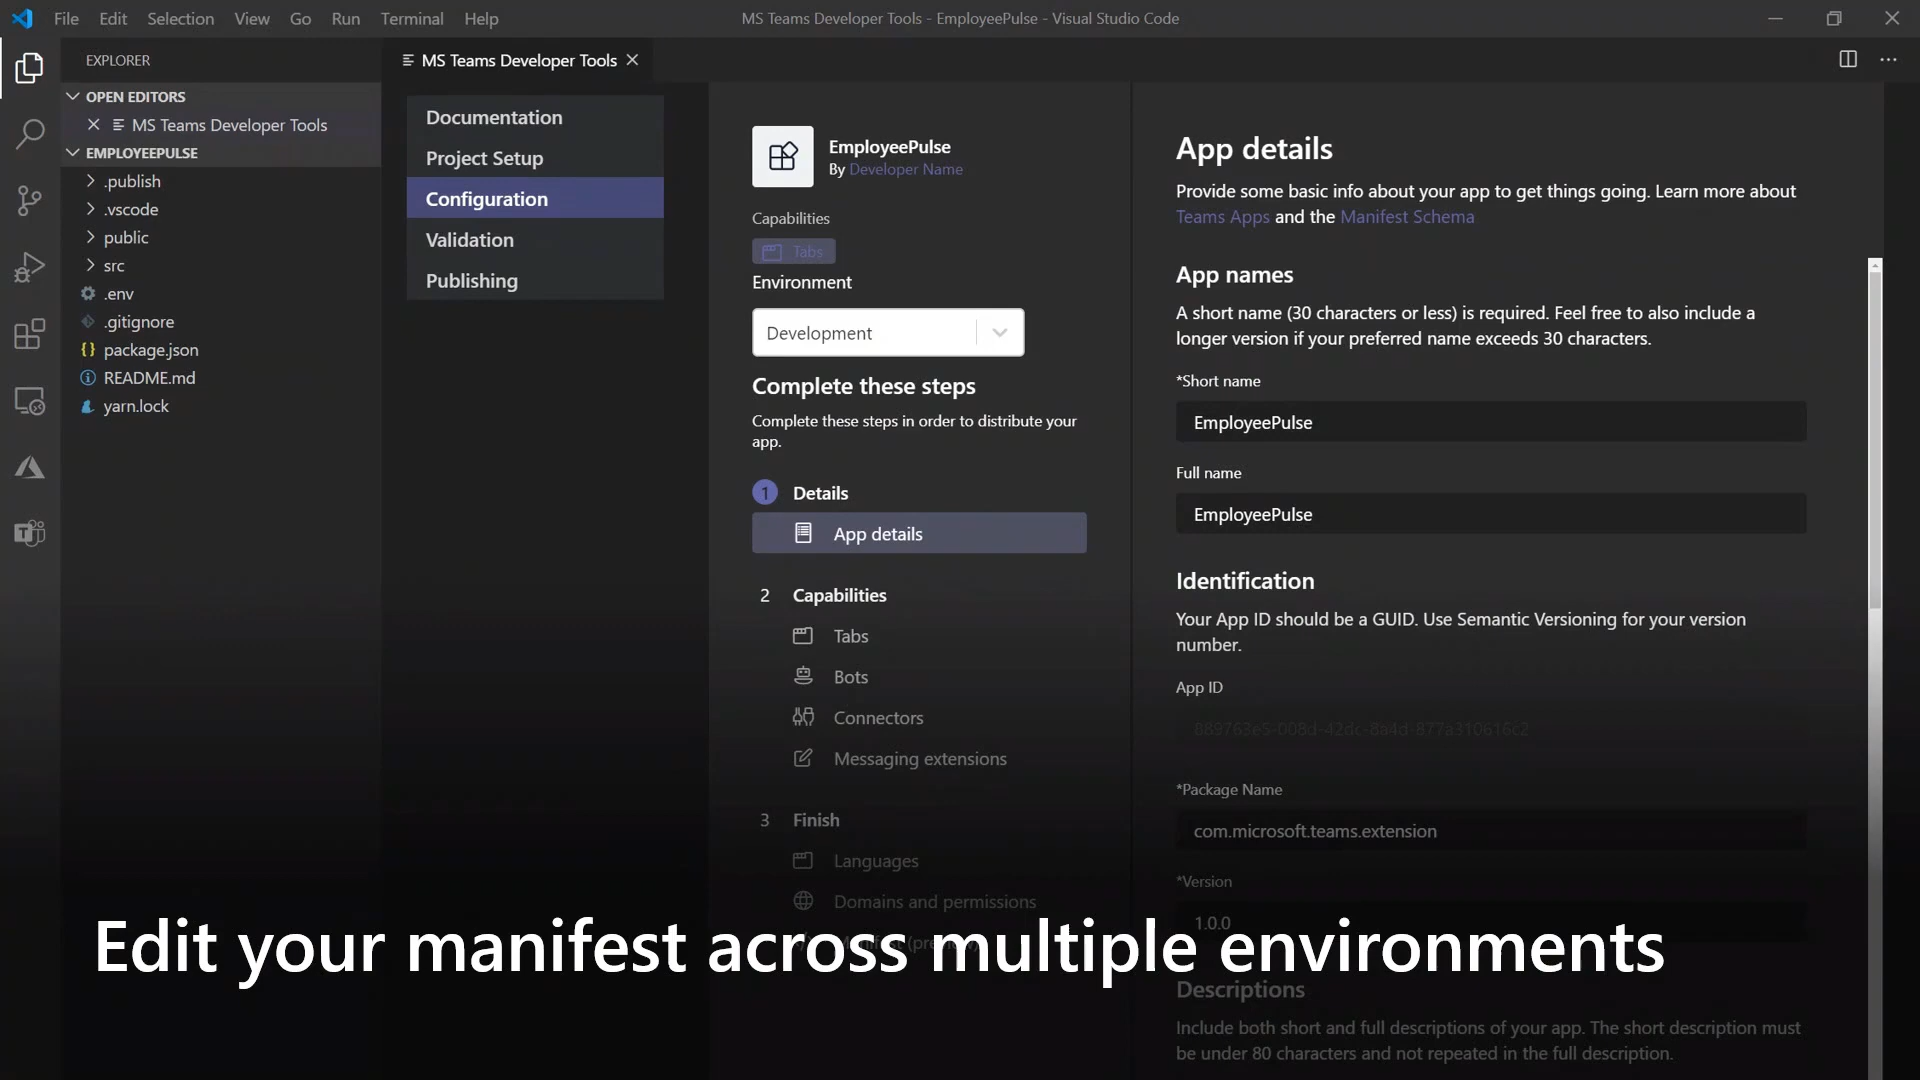 File Edit Selection View Go Run Terminal Help
MS Teams Developer Tools - EmployeePulse - Visual Studio Code
EXPLORER
OPEN EDITORS
MS Teams Developer Tools
EMPLOYEEPULSE
.publish
.vscode
public
src
.env
.gitignore
package.json
README.md
yarn.lock
MS Teams Developer Tools
Documentation
Project Setup
Configuration
Validation
Publishing
EmployeePulse
By Developer Name
Capabilities
Tabs
Environment
Development
Complete these steps
Complete these steps in order to distribute your
app.
1 Details
App details
2 Capabilities
Tabs
Bots
Connectors
Messaging extensions
3 Finish
Languages
Domains and permissions
App details
Provide some basic info about your app to get things going. Learn more about
Teams Apps and the Manifest Schema
App names
A short name (30 characters or less) is required. Feel free to also include a
longer version if your preferred name exceeds 30 characters.
*Short name
EmployeePulse
Full name
EmployeePulse
Identification
Your App ID should be a GUID. Use Semantic Versioning for your version
number.
App ID
889763e5-008d-42dc-8a4d-877a310616c2
*Package Name
com.microsoft.teams.extension
*Version
1.0.0
Descriptions
Include both short and full descriptions of your app. The short description must
be under 80 characters and not repeated in the full description.
Edit your manifest across multiple environments